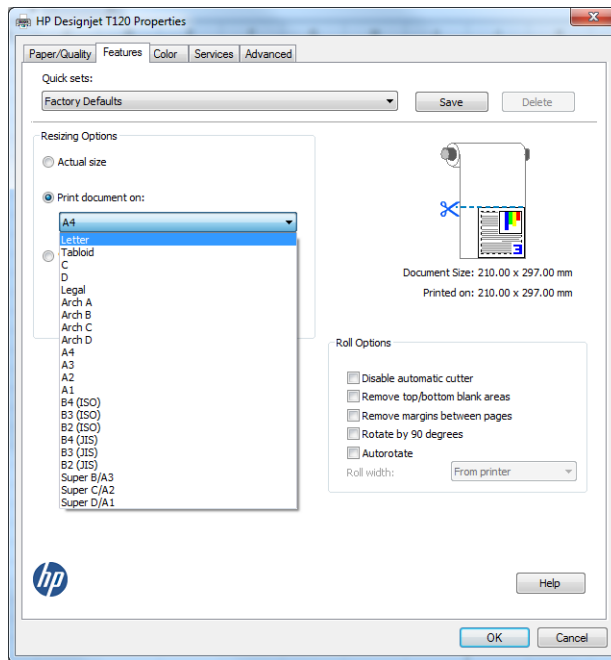 HP Designjet T120 Properties
Paper/Quality Features Color Services Advanced
Quick sets:
Factory Defaults
Save
Delete
Resizing Options
Actual size
Print document on:
A4
Letter
Tabloid
C
D
Legal
Arch A
Arch B
Arch C
Arch D
A4
A3
A2
A1
B4 (ISO)
B3 (ISO)
B2 (ISO)
B4 (JIS)
B3 (JIS)
B2 (JIS)
Super B/A3
Super C/A2
Super D/A1
3
Document Size: 210.00 x 297.00 mm
Printed on: 210.00 x 297.00 mm
Roll Options
Disable automatic cutter
Remove top/bottom blank areas
Remove margins between pages
Rotate by 90 degrees
Autorotate
Roll width: From printer
hp
Help
OK
Cancel